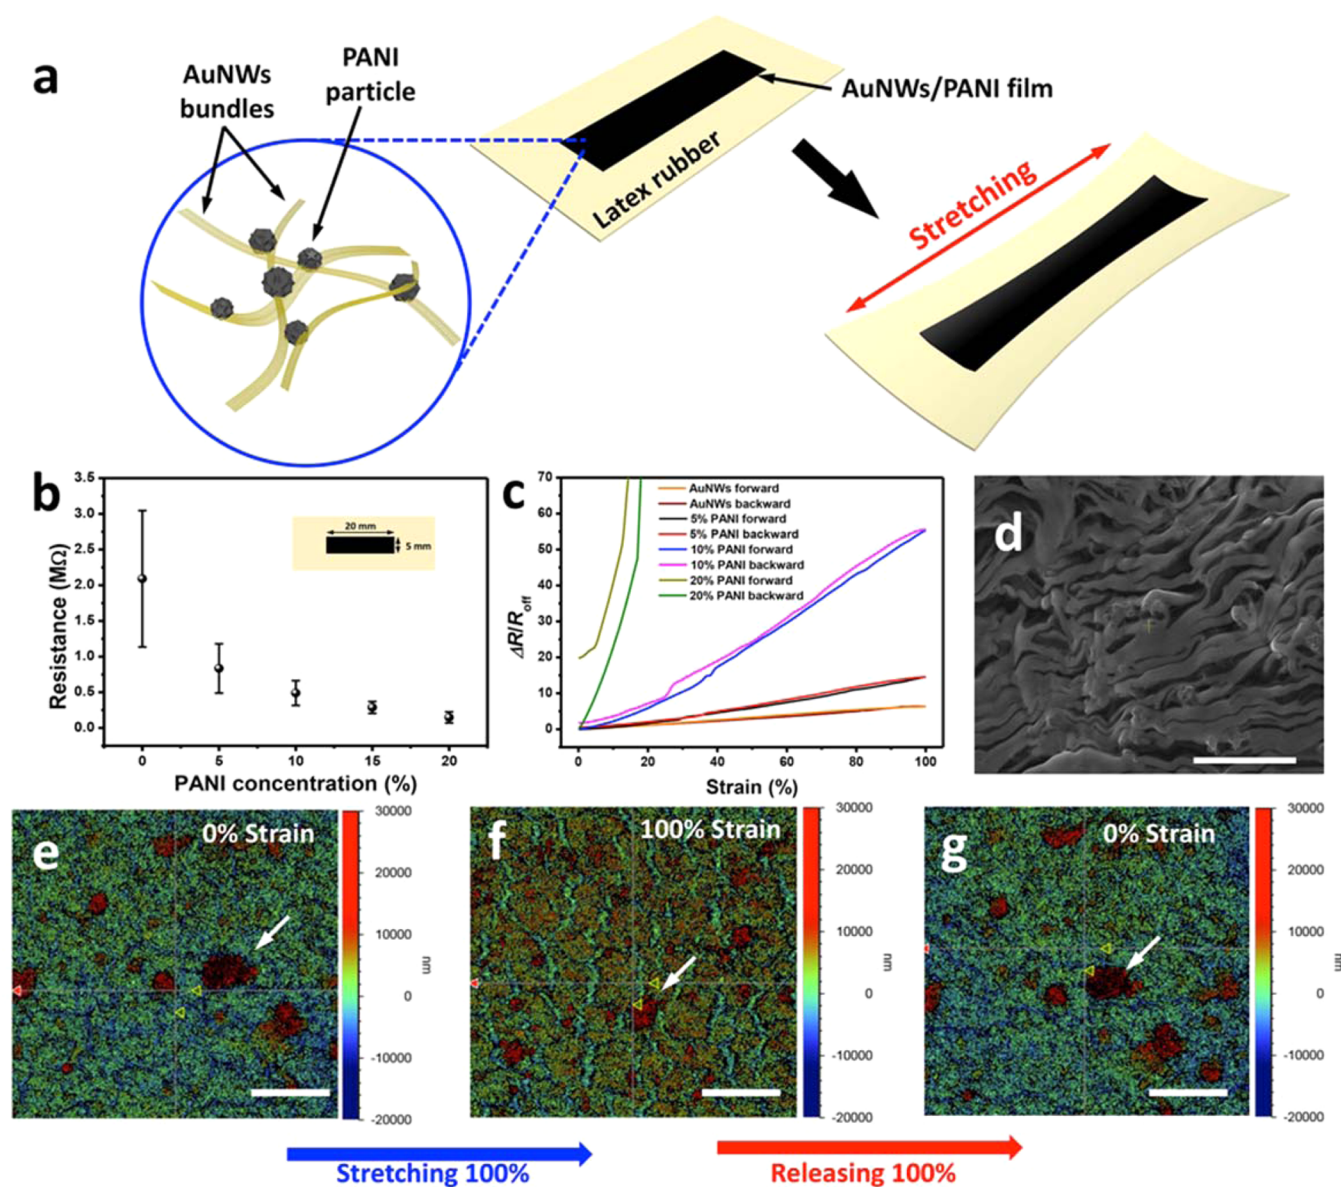 a
AuNWs
bundles
PANI
particle
AuNWs/PANI film
Latex rubber
Stretching
b
3.5
3.0
2.5
2.0
1.5
1.0
0.5
0.0
Resistance (MΩ)
20 mm
5 mm
0 5 10 15 20
PANI concentration (%)
c
70
60
50
40
30
20
10
0
ΔR/Roff
AuNWs forward
AuNWs backward
5% PANI forward
5% PANI backward
10% PANI forward
10% PANI backward
20% PANI forward
20% PANI backward
0 20 40 60 80 100
Strain (%)
d
e
0% Strain
30000
20000
10000
0
-10000
-20000
nm
f
100% Strain
30000
20000
10000
0
-10000
-20000
nm
g
0% Strain
30000
20000
10000
0
-10000
-20000
nm
Stretching 100%
Releasing 100%